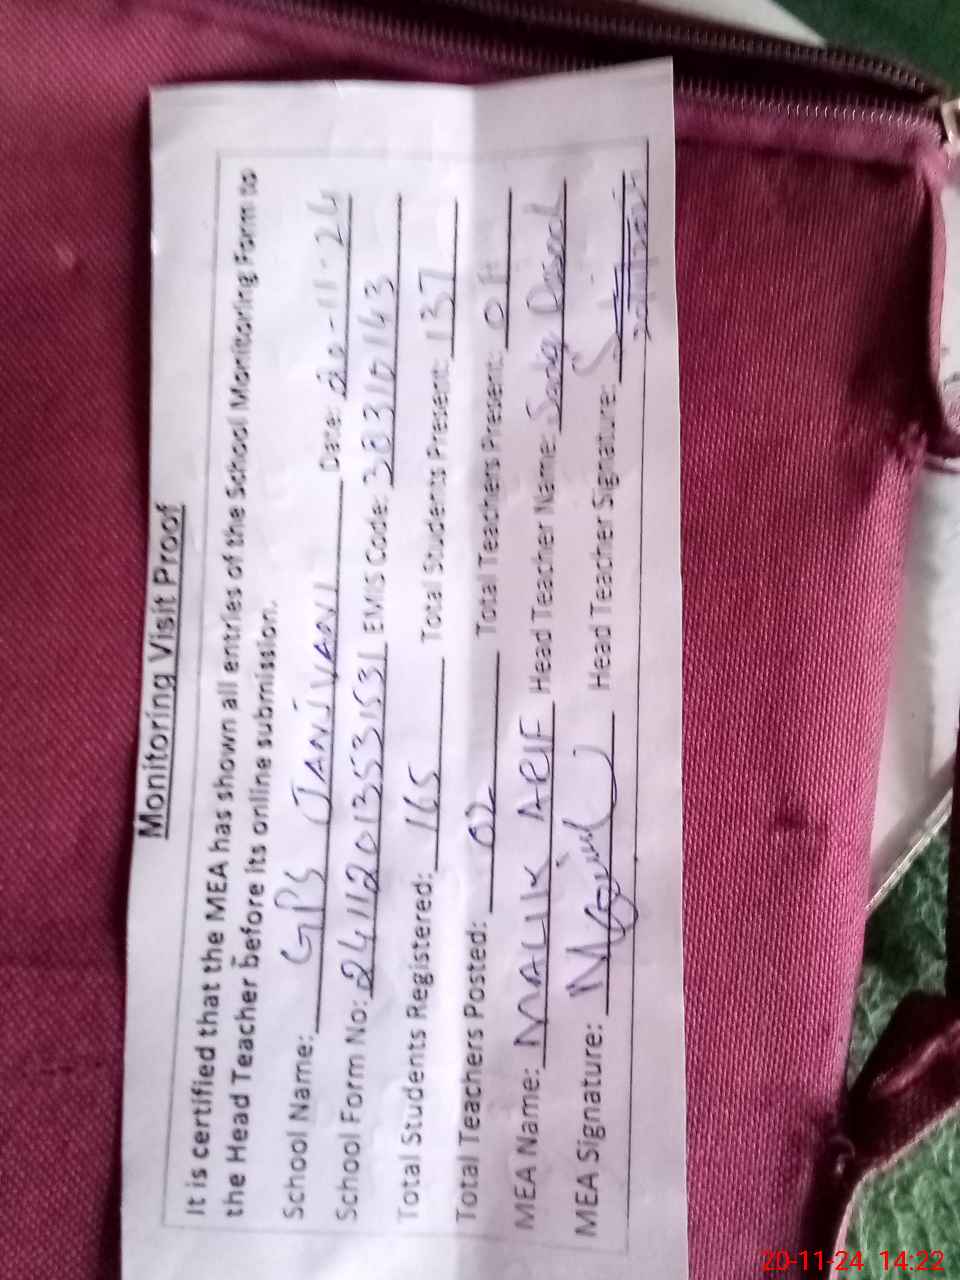 Monitoring Visit Proof
It is certified that the MEA has shown all entries of the School Monitoring Form to
the Head Teacher before its online submission.
School Name: GPS JANJVANI Date: 20-11-24
School Form No: 241120135331531 EMIS Code: 38310143
Total Students Registered: 165 Total Students Present: 137
Total Teachers Posted: 02 Total Teachers Present: 01
MEA Name: MALIK ARIF Head Teacher Name: Sadq
MEA Signature: Head Teacher Signature:
20-11-24 14:22